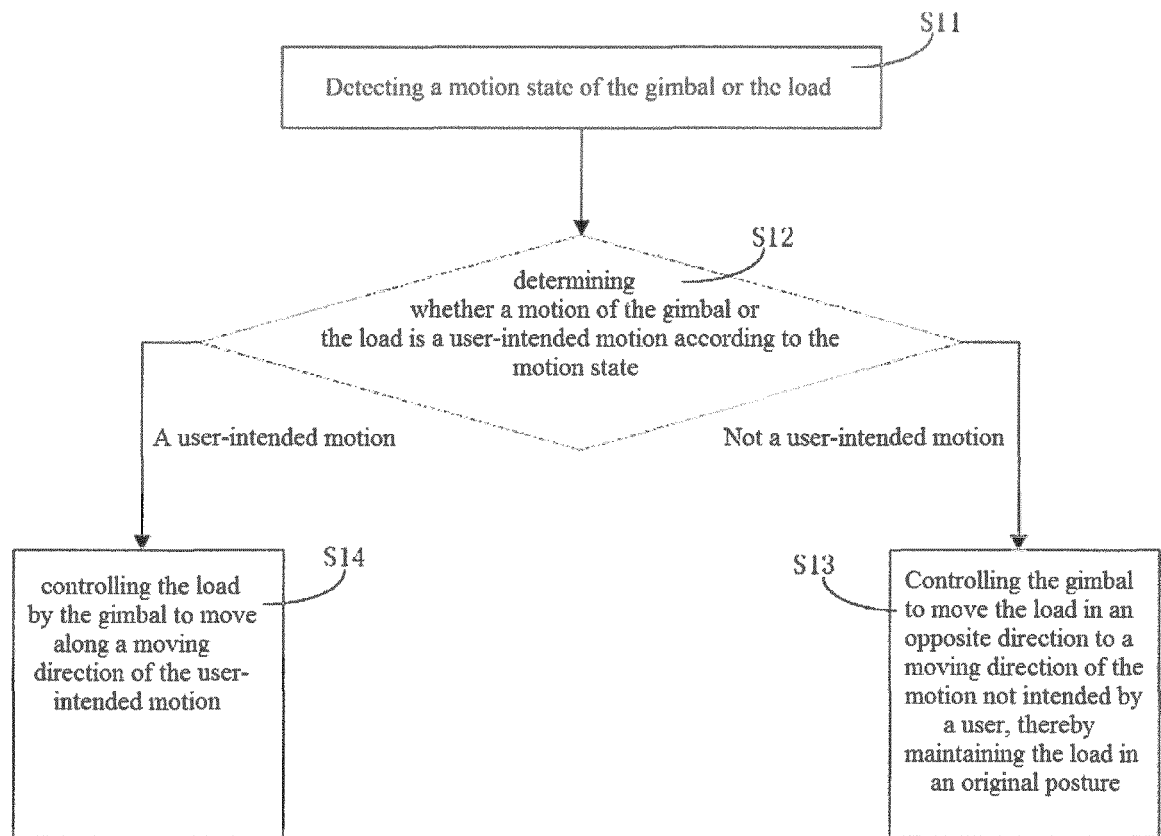 S11
Detecting a motion state of the gimbal or the load
S12
determining
whether a motion of the gimbal or
the load is a user-intended motion according to the
motion state
A user-intended motion
Not a user-intended motion
S14
controlling the load
by the gimbal to move
along a moving
direction of the user-
intended motion
S13
Controlling the gimbal
to move the load in an
opposite direction to a
moving direction of the
motion not intended by
a user, thereby
maintaining the load in
an original posture